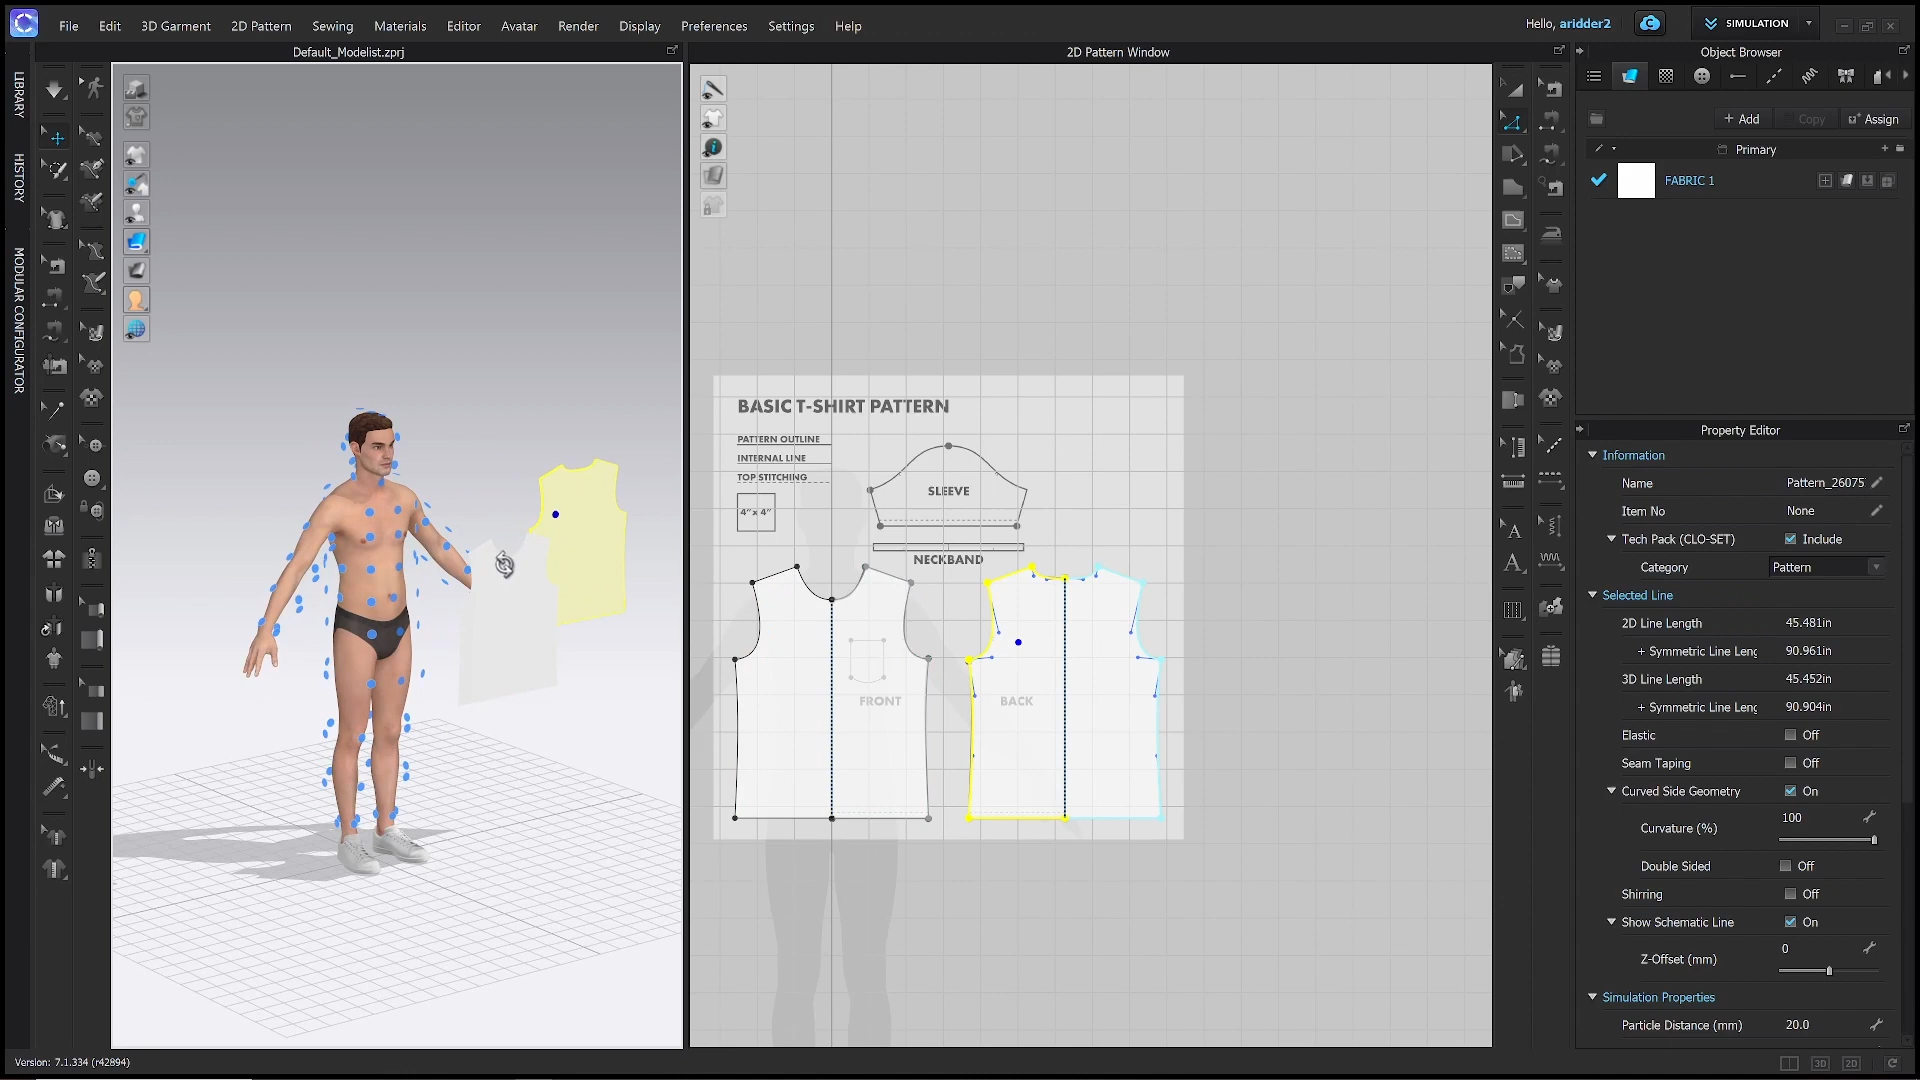 File Edit 3D Garment 2D Pattern Sewing Materials Editor Avatar Render Display Preferences Settings Help
Hello, aridder2
SIMULATION
Default_Modelist.zprj
2D Pattern Window
Object Browser
LIBRARY
HISTORY
MODULAR CONFIGURATOR
+ Add
Copy
Assign
Primary
FABRIC 1
BASIC T-SHIRT PATTERN
PATTERN OUTLINE
INTERNAL LINE
TOP STITCHING
4"x 4"
SLEEVE
NECKBAND
FRONT
BACK
Property Editor
Information
Name Pattern_26075
Item No None
Tech Pack (CLO-SET) Include
Category Pattern
Selected Line
2D Line Length 45.481in
+ Symmetric Line Leng 90.961in
3D Line Length 45.452in
+ Symmetric Line Leng 90.904in
Elastic Off
Seam Taping Off
Curved Side Geometry On
Curvature (%) 100
Double Sided Off
Shirring Off
Show Schematic Line On
Z-Offset (mm) 0
Simulation Properties
Particle Distance (mm) 20.0
Version: 7.1.334 (r42894)
3D 2D